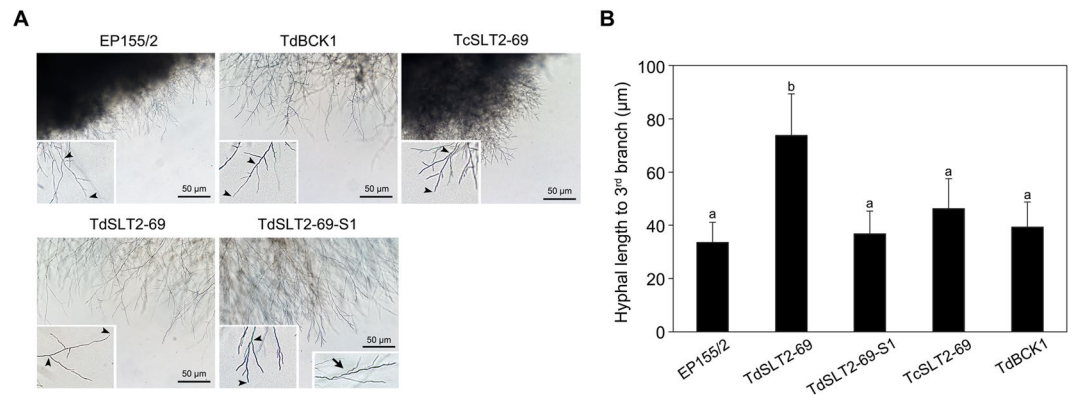 A
EP155/2 TdBCK1 TcSLT2-69
50 µm 50 µm 50 µm
TdSLT2-69 TdSLT2-69-S1
50 µm 50 µm
B
Hyphal length to 3rd branch (µm)
100
80
60
40
20
0
a b a a a
EP155/2 TdSLT2-69 TdSLT2-69-S1 TcSLT2-69 TdBCK1